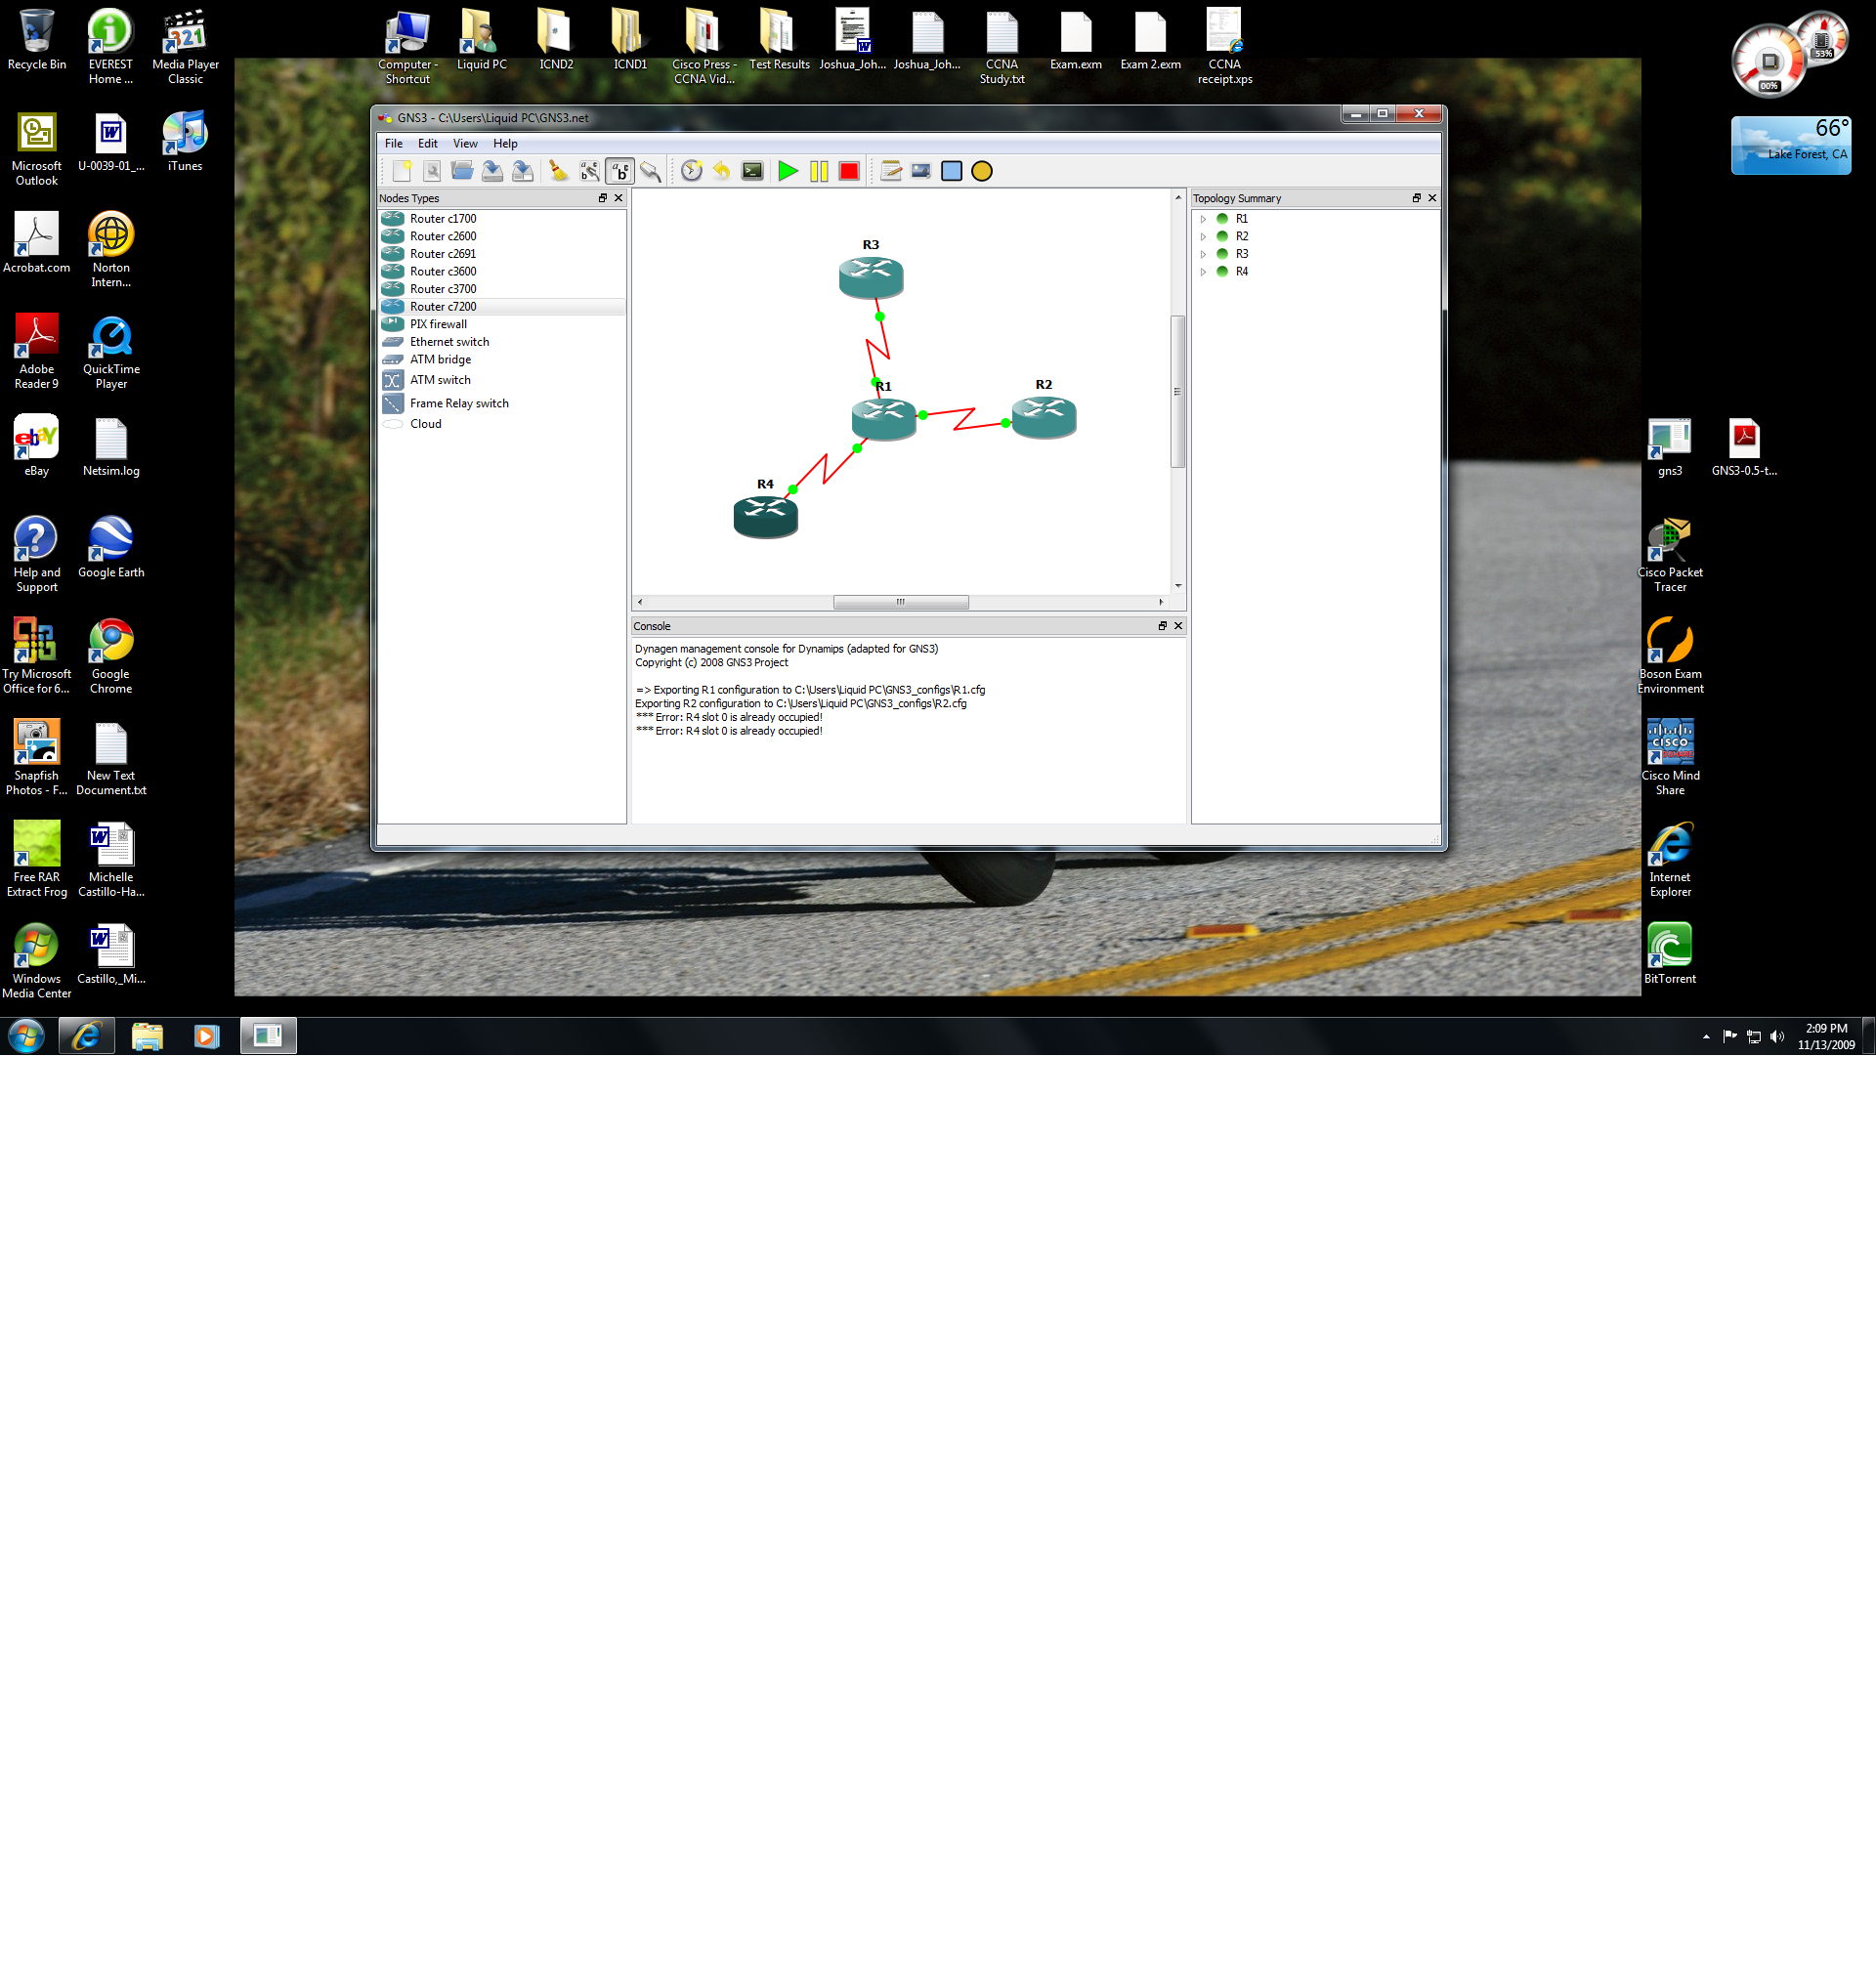 Recycle Bin
EVEREST
Home ...
Media Player
Classic
Computer -
Shortcut
Liquid PC
ICND2
ICND1
Cisco Press -
CCNA Vid...
Test Results
Joshua_Joh...
Joshua_Joh...
CCNA
Study.txt
Exam.exm
Exam 2.exm
CCNA
receipt.xps
53%
00%
66°
Lake Forest, CA
Microsoft
Outlook
U-0039-01_...
iTunes
Acrobat.com
Norton
Intern...
Adobe
Reader 9
QuickTime
Player
eBay
Netsim.log
Help and
Support
Google Earth
Try Microsoft
Office for 6...
Google
Chrome
Snapfish
Photos - F...
New Text
Document.txt
Free RAR
Extract Frog
Michelle
Castillo-Ha...
Windows
Media Center
Castillo,_Mi...
GNS3 - C:\Users\Liquid PC\GNS3.net
File Edit View Help
Nodes Types
Router c1700
Router c2600
Router c2691
Router c3600
Router c3700
Router c7200
PIX firewall
Ethernet switch
ATM bridge
ATM switch
Frame Relay switch
Cloud
R3
R1
R2
R4
Topology Summary
R1
R2
R3
R4
Console
Dynagen management console for Dynamips (adapted for GNS3)
Copyright (c) 2008 GNS3 Project
=> Exporting R1 configuration to C:\Users\Liquid PC\GNS3_configs\R1.cfg
Exporting R2 configuration to C:\Users\Liquid PC\GNS3_configs\R2.cfg
*** Error: R4 slot 0 is already occupied!
*** Error: R4 slot 0 is already occupied!
gns3
GNS3-0.5-t...
Cisco Packet
Tracer
Boson Exam
Environment
CISCO
Cisco Mind
Share
Internet
Explorer
BitTorrent
2:09 PM
11/13/2009